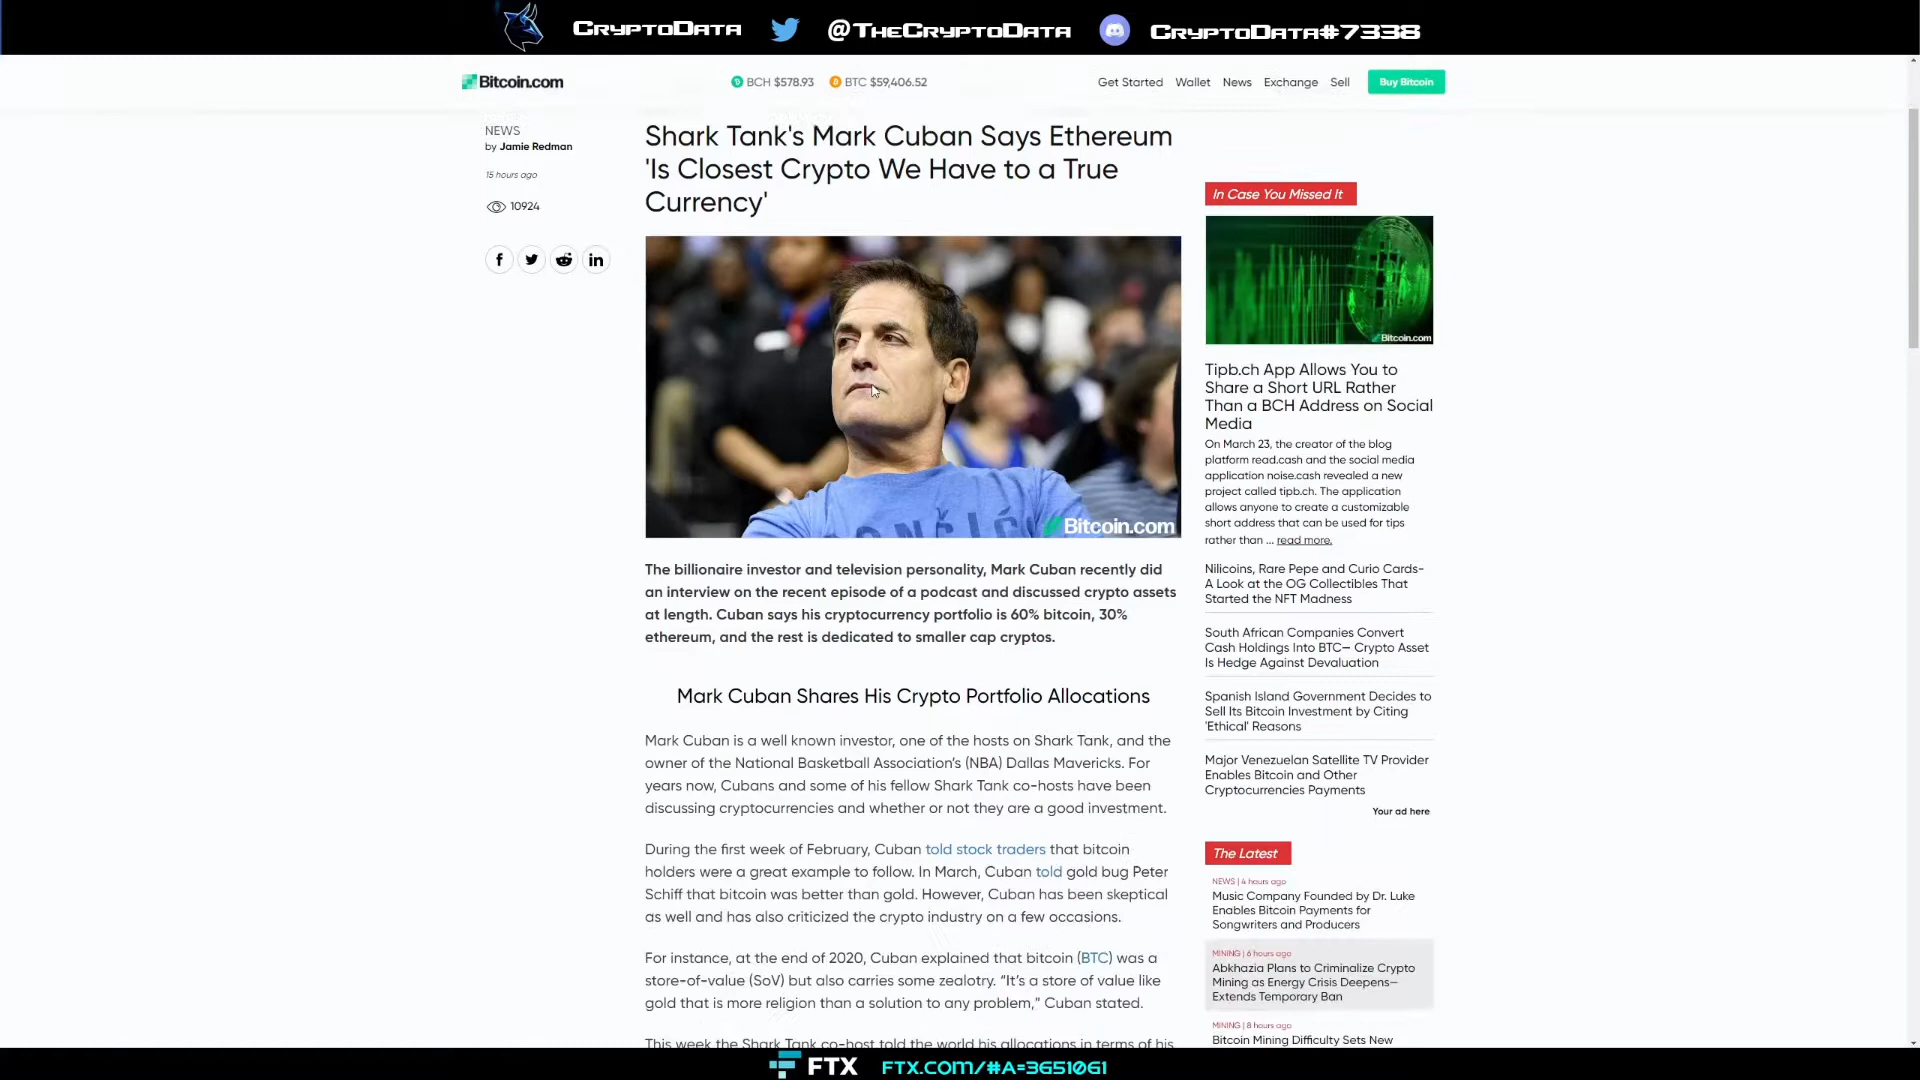 CryptoData @TheCryptoData CryptoData#7338
Bitcoin.com BCH $578.93 BTC $59,406.52 Get Started Wallet News Exchange Sell Buy Bitcoin
NEWS
by Jamie Redman
15 hours ago
10924
Shark Tank's Mark Cuban Says Ethereum
'Is Closest Crypto We Have to a True
Currency'
Bitcoin.com
The billionaire investor and television personality, Mark Cuban recently did
an interview on the recent episode of a podcast and discussed crypto assets
at length. Cuban says his cryptocurrency portfolio is 60% bitcoin, 30%
ethereum, and the rest is dedicated to smaller cap cryptos.
Mark Cuban Shares His Crypto Portfolio Allocations
Mark Cuban is a well known investor, one of the hosts on Shark Tank, and the
owner of the National Basketball Association's (NBA) Dallas Mavericks. For
years now, Cubans and some of his fellow Shark Tank co-hosts have been
discussing cryptocurrencies and whether or not they are a good investment.
During the first week of February, Cuban told stock traders that bitcoin
holders were a great example to follow. In March, Cuban told gold bug Peter
Schiff that bitcoin was better than gold. However, Cuban has been skeptical
as well and has also criticized the crypto industry on a few occasions.
For instance, at the end of 2020, Cuban explained that bitcoin (BTC) was a
store-of-value (SoV) but also carries some zealotry. “It's a store of value like
gold that is more religion than a solution to any problem,” Cuban stated.
This week the Shark Tank co-host told the world his allocations in terms of his
In Case You Missed It
Bitcoin.com
Tipb.ch App Allows You to
Share a Short URL Rather
Than a BCH Address on Social
Media
On March 23, the creator of the blog
platform read.cash and the social media
application noise.cash revealed a new
project called tipb.ch. The application
allows anyone to create a customizable
short address that can be used for tips
rather than ... read more.
Nilicoins, Rare Pepe and Curio Cards-
A Look at the OG Collectibles That
Started the NFT Madness
South African Companies Convert
Cash Holdings Into BTC— Crypto Asset
Is Hedge Against Devaluation
Spanish Island Government Decides to
Sell Its Bitcoin Investment by Citing
'Ethical' Reasons
Major Venezuelan Satellite TV Provider
Enables Bitcoin and Other
Cryptocurrencies Payments
Your ad here
The Latest
NEWS | 4 hours ago
Music Company Founded by Dr. Luke
Enables Bitcoin Payments for
Songwriters and Producers
MINING | 6 hours ago
Abkhazia Plans to Criminalize Crypto
Mining as Energy Crisis Deepens—
Extends Temporary Ban
MINING | 8 hours ago
Bitcoin Mining Difficulty Sets New
FTX FTX.com/#a=3651061